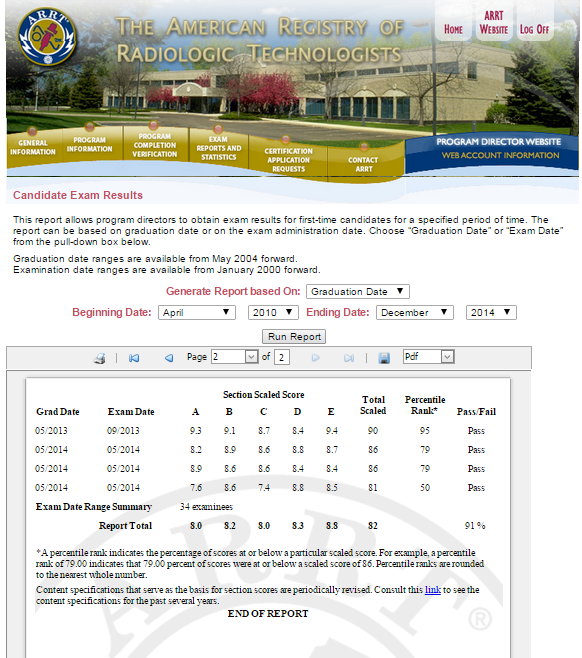 ARRT
THE AMERICAN REGISTRY OF
RADIOLOGIC TECHNOLOGISTS
HOME
ARRT
WEBSITE
LOG OFF
GENERAL
INFORMATION
PROGRAM
INFORMATION
PROGRAM
COMPLETION
VERIFICATION
EXAM
REPORTS AND
STATISTICS
CERTIFICATION
APPLICATION
REQUESTS
CONTACT
ARRT
PROGRAM DIRECTOR WEBSITE
WEB ACCOUNT INFORMATION
Candidate Exam Results
This report allows program directors to obtain exam results for first-time candidates for a specified period of time. The
report can be based on graduation date or on the exam administration date. Choose “Graduation Date” or “Exam Date”
from the pull-down box below.
Graduation date ranges are available from May 2004 forward.
Examination date ranges are available from January 2000 forward.
Generate Report based On: Graduation Date
Beginning Date: April 2010 Ending Date: December 2014
Run Report
Page 2 of 2 Pdf
Section Scaled Score
Total Percentile
Grad Date Exam Date A B C D E Scaled Rank* Pass/Fail
05/2013 09/2013 9.3 9.1 8.7 8.4 9.4 90 95 Pass
05/2014 05/2014 8.2 8.9 8.6 8.8 8.7 86 79 Pass
05/2014 05/2014 8.9 8.6 8.6 8.4 8.4 86 79 Pass
05/2014 05/2014 7.6 8.6 7.4 8.8 8.5 81 50 Pass
Exam Date Range Summary 34 examinees
Report Total 8.0 8.2 8.0 8.3 8.8 82 91 %
*A percentile rank indicates the percentage of scores at or below a particular scaled score. For example, a percentile
rank of 79.00 indicates that 79.00 percent of scores were at or below a scaled score of 86. Percentile ranks are rounded
to the nearest whole number.
Content specifications that serve as the basis for section scores are periodically revised. Consult this link to see the
content specifications for the past several years.
END OF REPORT
ARRT
®